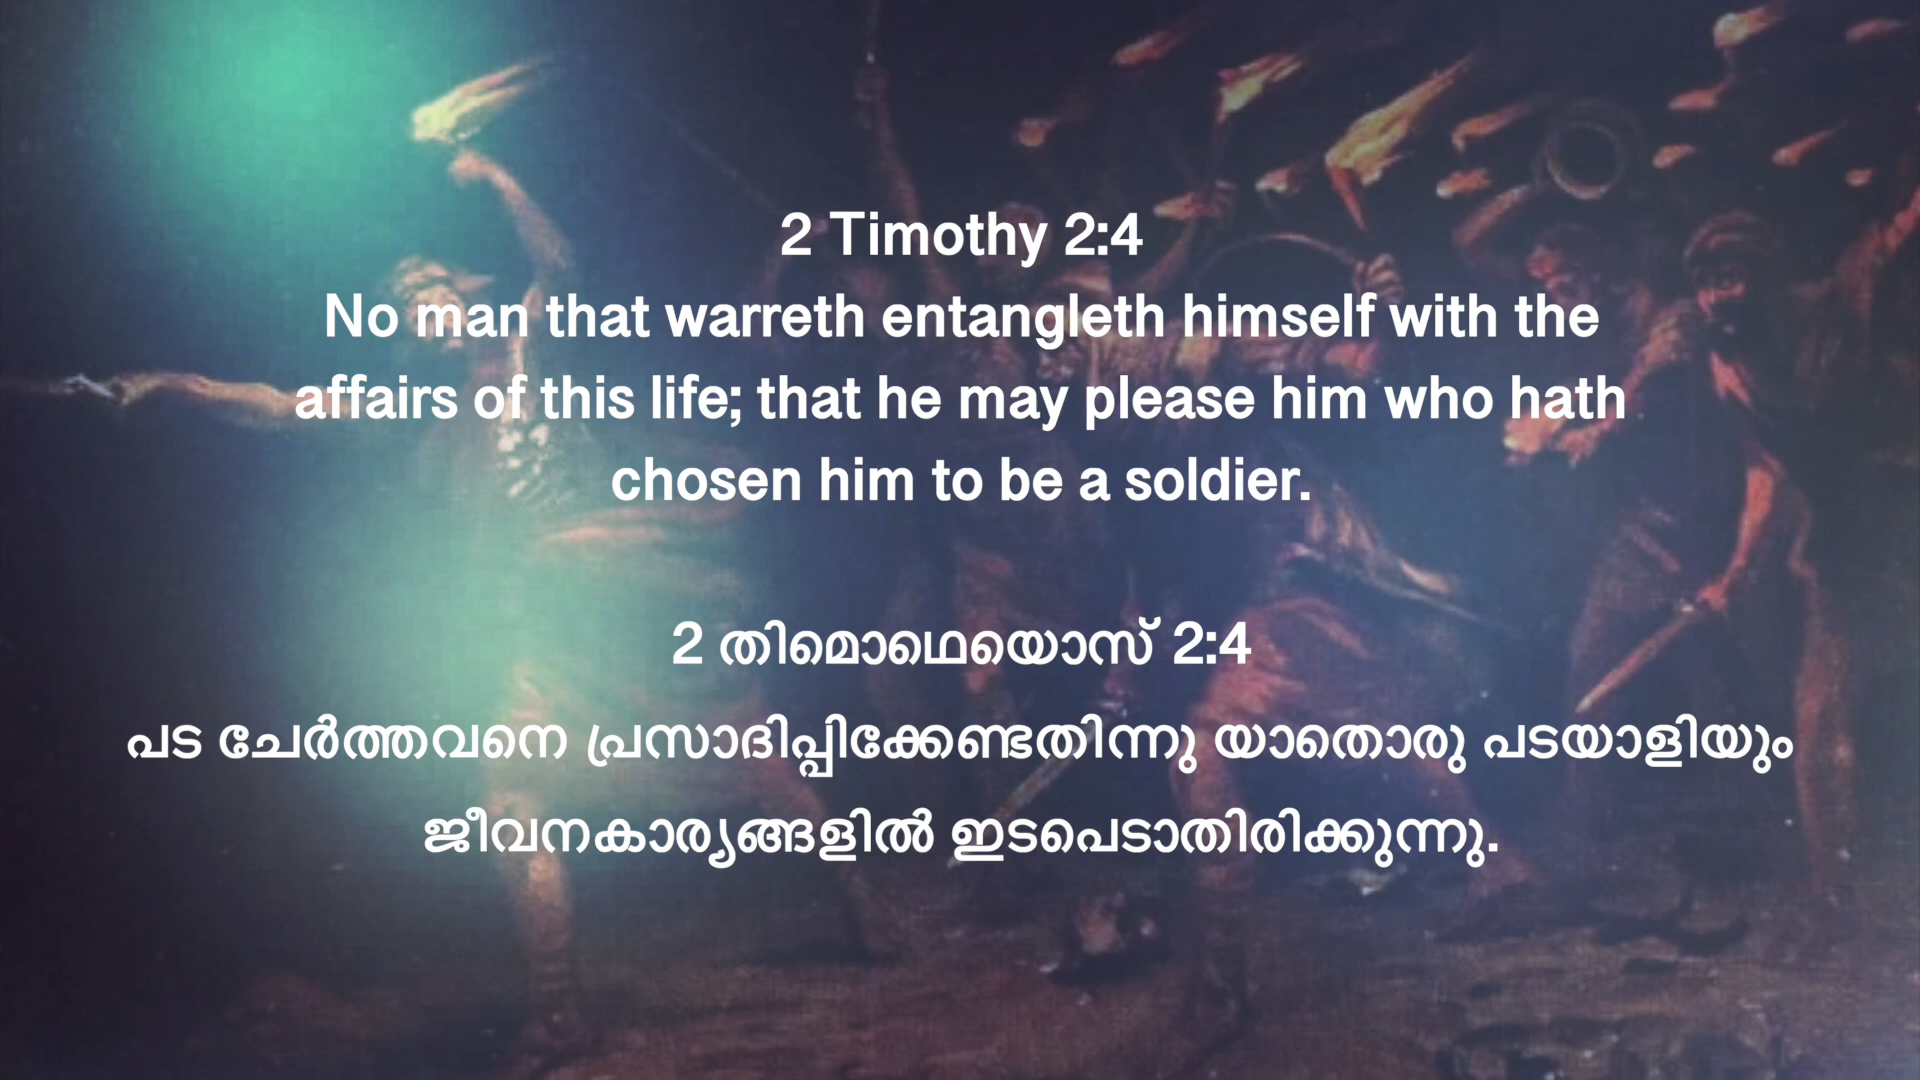 2 Timothy 2:4
No man that warreth entangleth himself with the
affairs of this life; that he may please him who hath
chosen him to be a soldier.
2 തിമൊഥെയൊസ് 2:4
പട ചേർത്തവനെ പ്രസാദിപ്പിക്കേണ്ടതിന്നു യാതൊരു പടയാളിയും
ജീവനകാര്യങ്ങളിൽ ഇടപെടാതിരിക്കുന്നു.